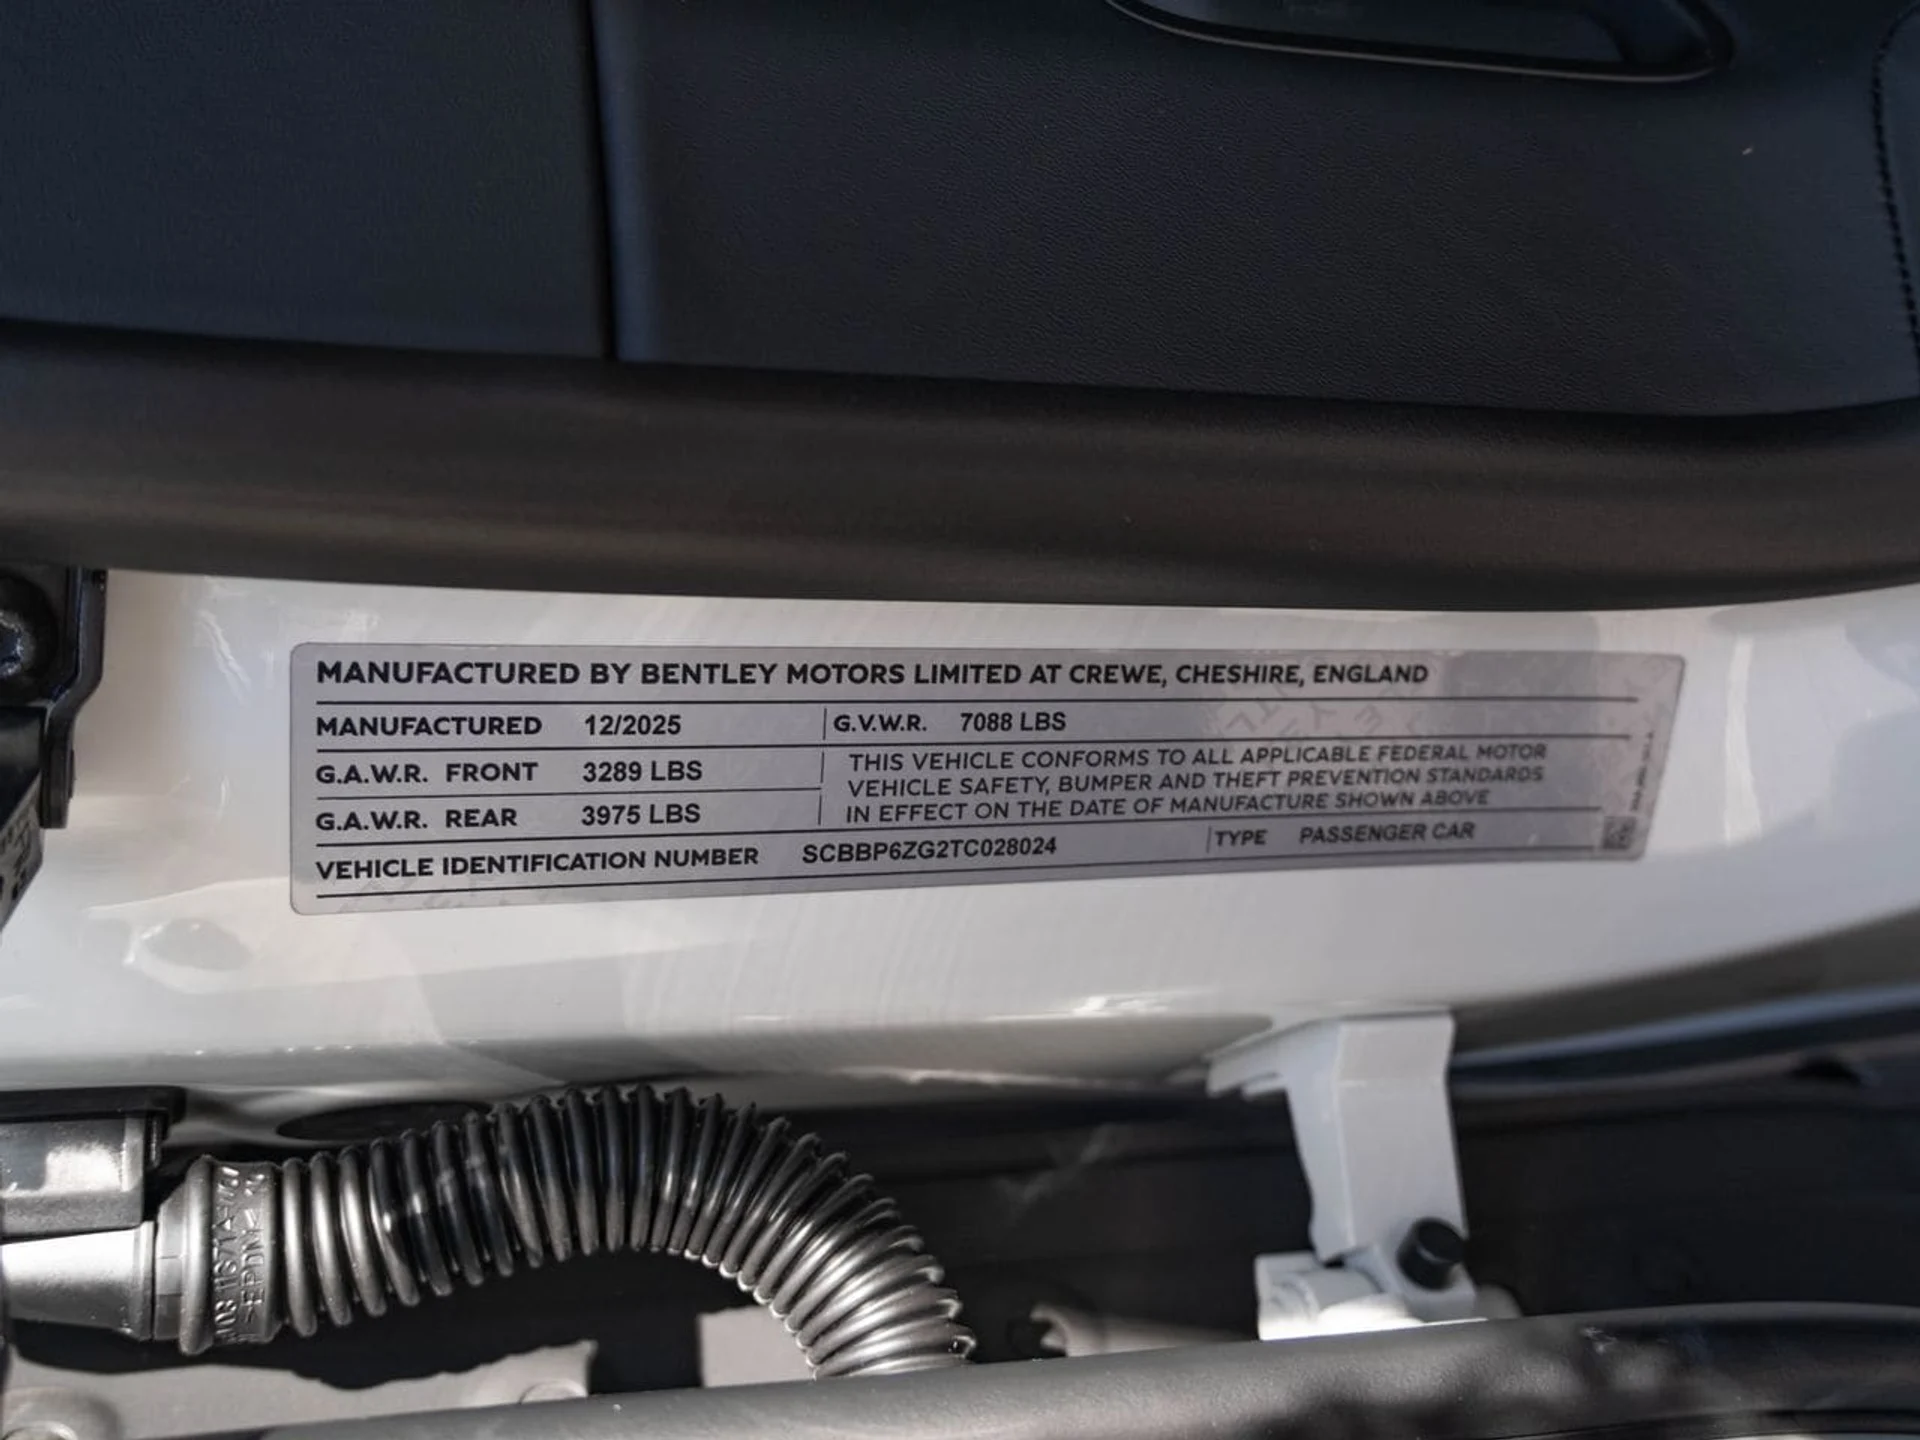 MANUFACTURED BY BENTLEY MOTORS LIMITED AT CREWE, CHESHIRE, ENGLAND
MANUFACTURED 12/2025 G.V.W.R. 7088 LBS
G.A.W.R. FRONT 3289 LBS
G.A.W.R. REAR 3975 LBS
THIS VEHICLE CONFORMS TO ALL APPLICABLE FEDERAL MOTOR
VEHICLE SAFETY, BUMPER AND THEFT PREVENTION STANDARDS
IN EFFECT ON THE DATE OF MANUFACTURE SHOWN ABOVE
VEHICLE IDENTIFICATION NUMBER SCBBP6ZG2TC028024 TYPE PASSENGER CAR